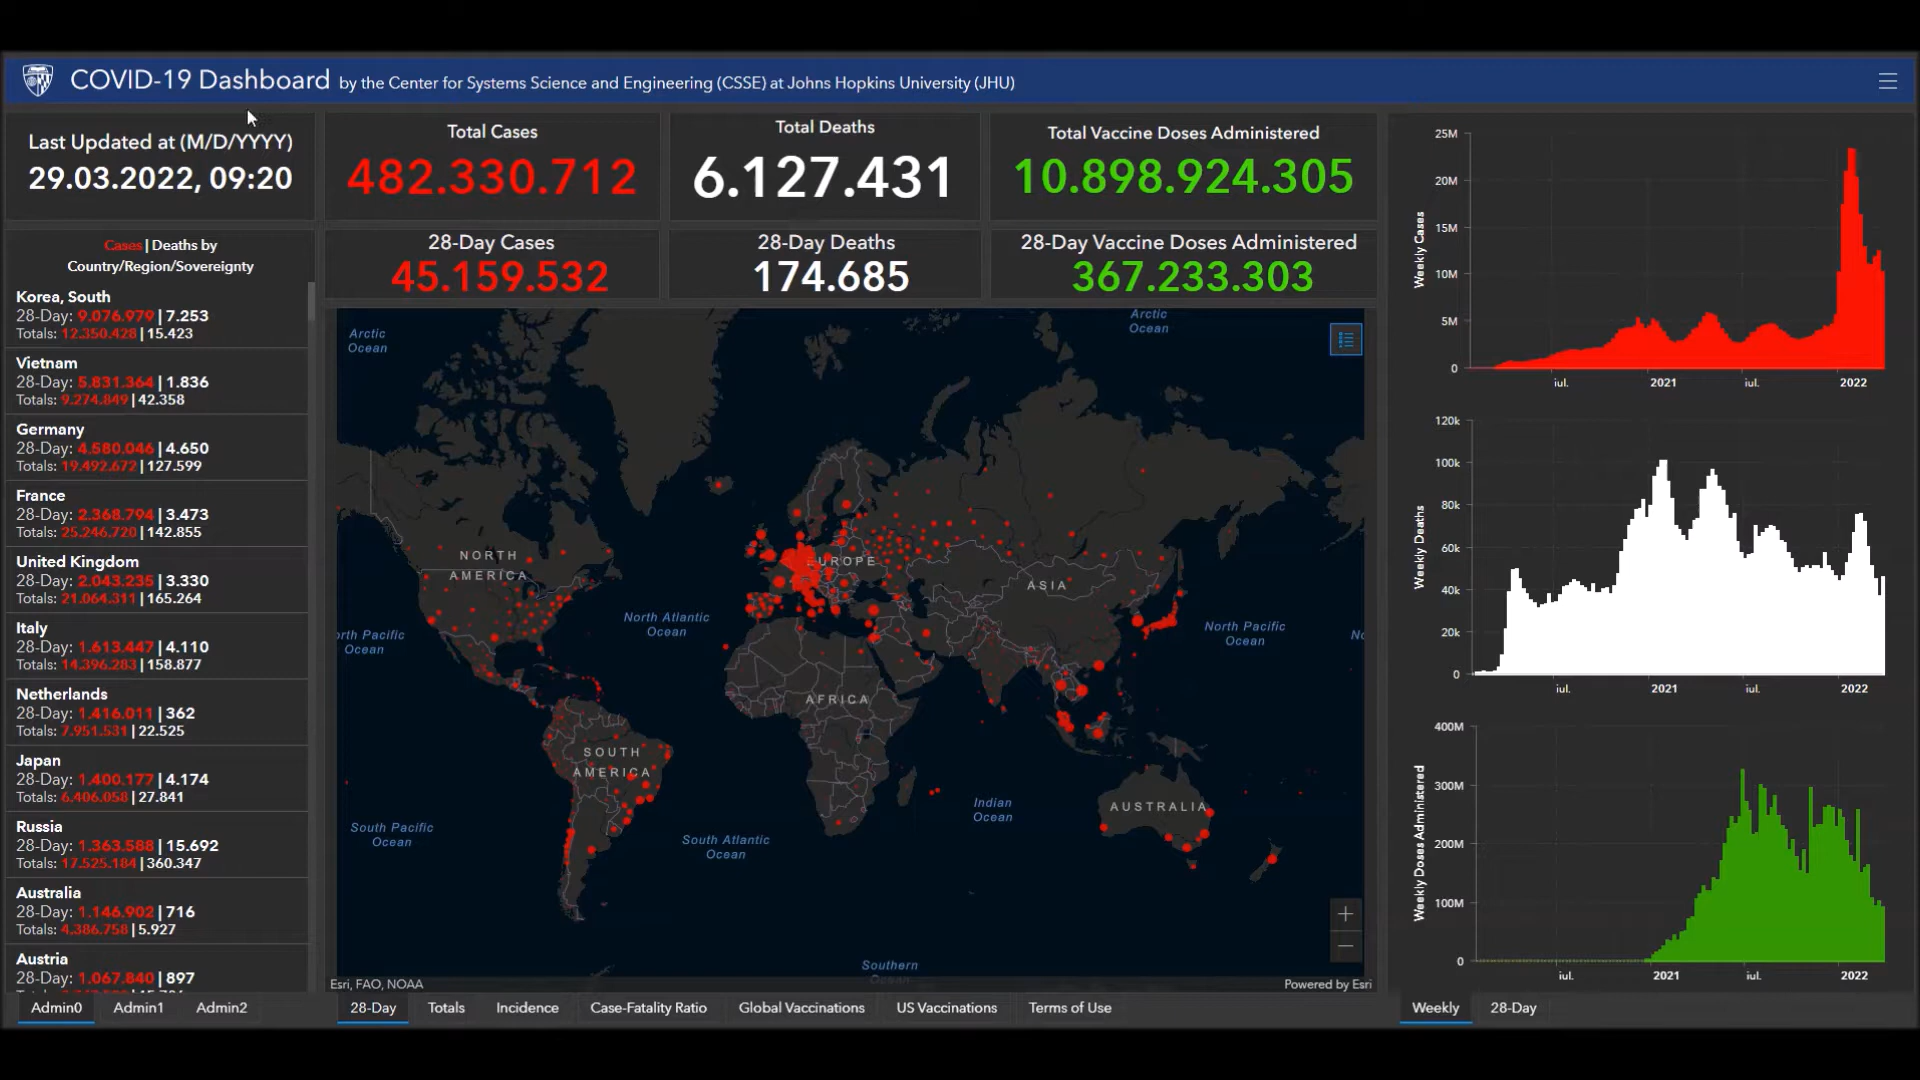 COVID-19 Dashboard by the Center for Systems Science and Engineering (CSSE) at Johns Hopkins University (JHU)
Last Updated at (M/D/YYYY)
29.03.2022, 09:20
Total Cases
482.330.712
Total Deaths
6.127.431
Total Vaccine Doses Administered
10.898.924.305
28-Day Cases
45.159.532
28-Day Deaths
174.685
28-Day Vaccine Doses Administered
367.233.303
Cases | Deaths by
Country/Region/Sovereignty
Korea, South
28-Day: 9.076.979 | 7.253
Totals: 12.350.428 | 15.423
Vietnam
28-Day: 5.831.364 | 1.836
Totals: 9.274.849 | 42.358
Germany
28-Day: 4.580.046 | 4.650
Totals: 19.492.672 | 127.599
France
28-Day: 2.368.794 | 3.473
Totals: 25.246.720 | 142.855
United Kingdom
28-Day: 2.043.235 | 3.330
Totals: 21.064.311 | 165.264
Italy
28-Day: 1.613.447 | 4.110
Totals: 14.396.283 | 158.877
Netherlands
28-Day: 1.416.011 | 362
Totals: 7.951.531 | 22.525
Japan
28-Day: 1.400.177 | 4.174
Totals: 6.406.058 | 27.841
Russia
28-Day: 1.363.588 | 15.692
Totals: 17.525.184 | 360.347
Australia
28-Day: 1.146.902 | 716
Totals: 4.386.758 | 5.927
Austria
28-Day: 1.067.840 | 897
Admin0 Admin1 Admin2
Arctic
Ocean
Arctic
Ocean
NORTH
AMERICA
EUROPE
ASIA
North Atlantic
Ocean
North Pacific
Ocean
rth Pacific
Ocean
No
AFRICA
SOUTH
AMERICA
AUSTRALIA
Indian
Ocean
South Pacific
Ocean
South Atlantic
Ocean
Southern
Ocean
Esri, FAO, NOAA
Powered by Esri
28-Day Totals Incidence Case-Fatality Ratio Global Vaccinations US Vaccinations Terms of Use
Weekly Cases
25M
20M
15M
10M
5M
0
iul. 2021 iul. 2022
Weekly Deaths
120k
100k
80k
60k
40k
20k
0
iul. 2021 iul. 2022
Weekly Doses Administered
400M
300M
200M
100M
0
iul. 2021 iul. 2022
Weekly 28-Day